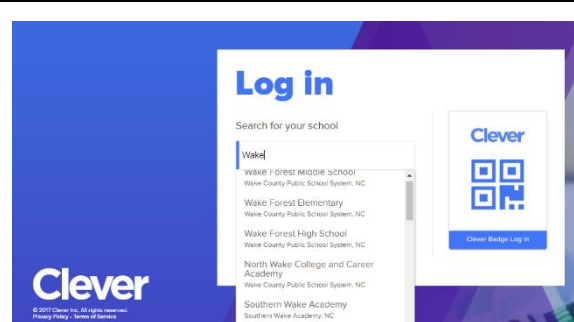 Log in
Search for your school
Wake
Wake Forest Middle School
Wake County Public School System, NC
Wake Forest Elementary
Wake County Public School System, NC
Wake Forest High School
Wake County Public School System, NC
North Wake College and Career
Academy
Wake County Public School System, NC
Southern Wake Academy
Southern Wake Academy, NC
Clever
Clever Badge Log in
Clever
© 2017 Clever Inc, All rights reserved.
Privacy Policy - Terms of Service